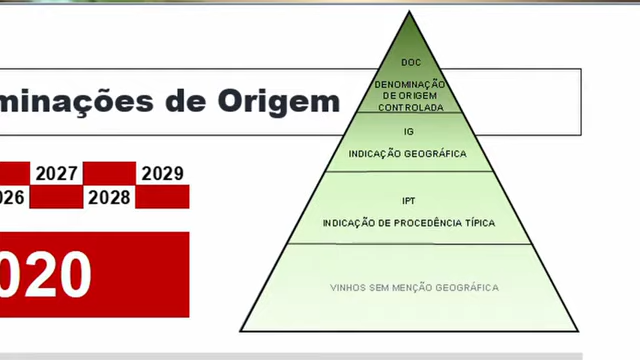 minações de Origem
2027
2029
026
2028
020
DOC
DENOMINAÇÃO
DE ORIGEM
CONTROLADA
IG
INDICAÇÃO GEOGRÁFICA
IPT
INDICAÇÃO DE PROCEDÊNCIA TÍPICA
VINHOS SEM MENÇÃO GEOGRÁFICA